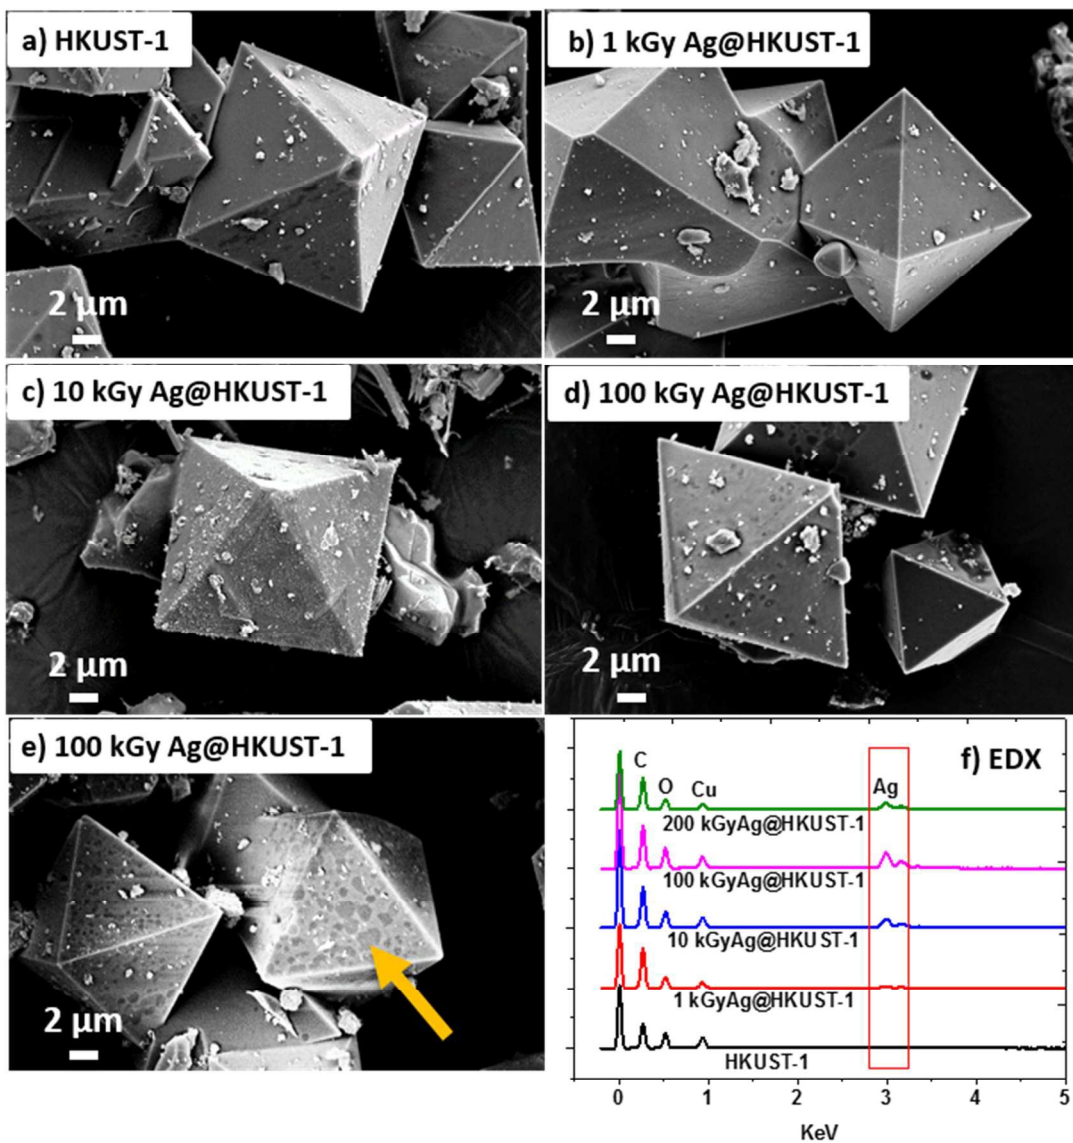 a) HKUST-1
b) 1 kGy Ag@HKUST-1
2 µm
2 µm
c) 10 kGy Ag@HKUST-1
d) 100 kGy Ag@HKUST-1
2 µm
2 µm
e) 100 kGy Ag@HKUST-1
2 µm
f) EDX
C
O
Cu
Ag
200 kGyAg@HKUST-1
100 kGyAg@HKUST-1
10 kGyAg@HKUST-1
1 kGyAg@HKUST-1
HKUST-1
0 1 2 3 4 5
KeV